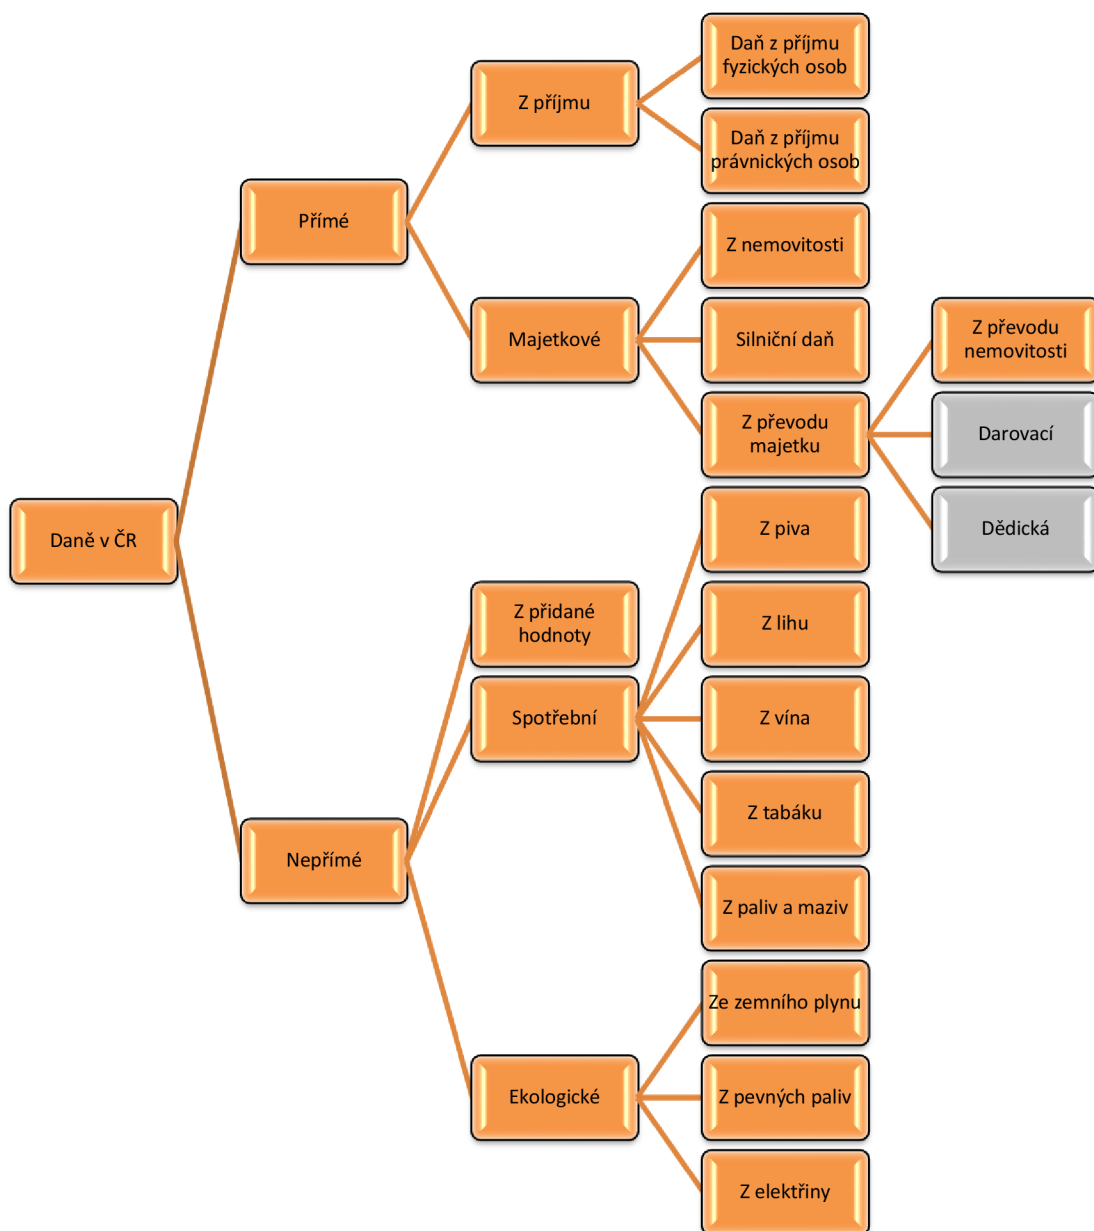 Daň z příjmu
fyzických osob
Z příjmu
Daň z příjmu
právnických osob
Přímé
Z nemovitosti
Majetkové
Silniční daň
Z převodu
nemovitosti
Z převodu
majetku
Darovací
Daně v ČR
Z piva
Dědická
Z přidané
hodnoty
Z lihu
Spotřební
Z vína
Z tabáku
Nepřímé
Z paliv a maziv
Ze zemního plynu
Ekologické
Z pevných paliv
Z elektřiny